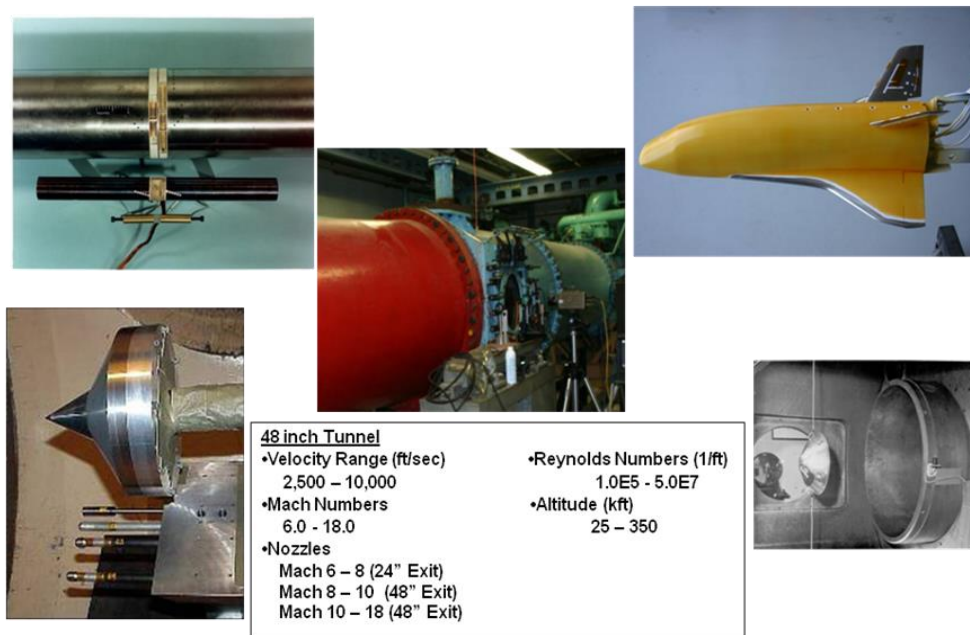 48 inch Tunnel
•Velocity Range (ft/sec)
2,500 – 10,000
•Mach Numbers
6.0 - 18.0
•Nozzles
Mach 6 – 8 (24” Exit)
Mach 8 – 10 (48” Exit)
Mach 10 – 18 (48” Exit)
•Reynolds Numbers (1/ft)
1.0E5 - 5.0E7
•Altitude (kft)
25 – 350